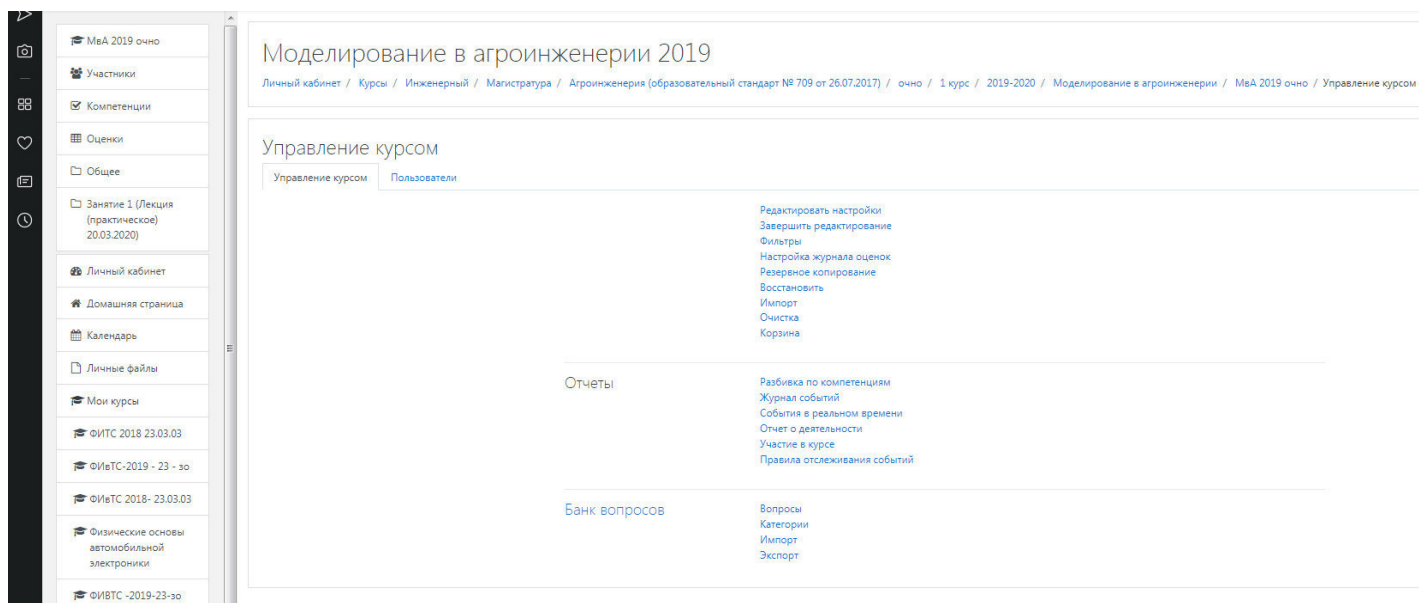 МвА 2019 очно
Участники
Компетенции
Оценки
Общее
Занятие 1 (Лекция
(практическое)
20.03.2020)
Личный кабинет
Домашняя страница
Календарь
Личные файлы
Мои курсы
ФИТС 2018 23.03.03
ФИвТС-2019 - 23 - зо
ФИвТС 2018- 23.03.03
Физические основы
автомобильной
электроники
ФИВТС -2019-23-зо
Моделирование в агроинженерии 2019
Личный кабинет / Курсы / Инженерный / Магистратура / Агроинженерия (образовательный стандарт № 709 от 26.07.2017) / очно / 1 курс / 2019-2020 / Моделирование в агроинженерии / МвА 2019 очно / Управление курсом
Управление курсом
Управление курсом Пользователи
Редактировать настройки
Завершить редактирование
Фильтры
Настройка журнала оценок
Резервное копирование
Восстановить
Импорт
Очистка
Корзина
Отчеты
Разбивка по компетенциям
Журнал событий
События в реальном времени
Отчет о деятельности
Участие в курсе
Правила отслеживания событий
Банк вопросов
Вопросы
Категории
Импорт
Экспорт